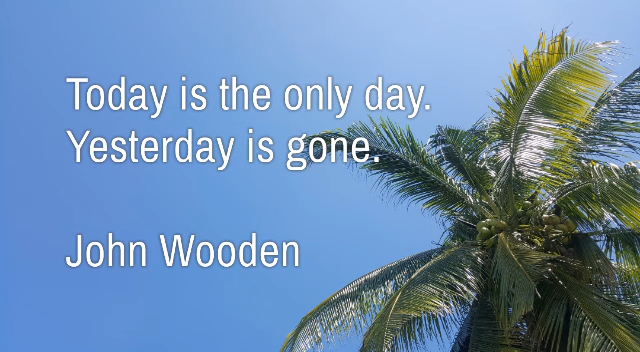 Today is the only day.
Yesterday is gone.
John Wooden